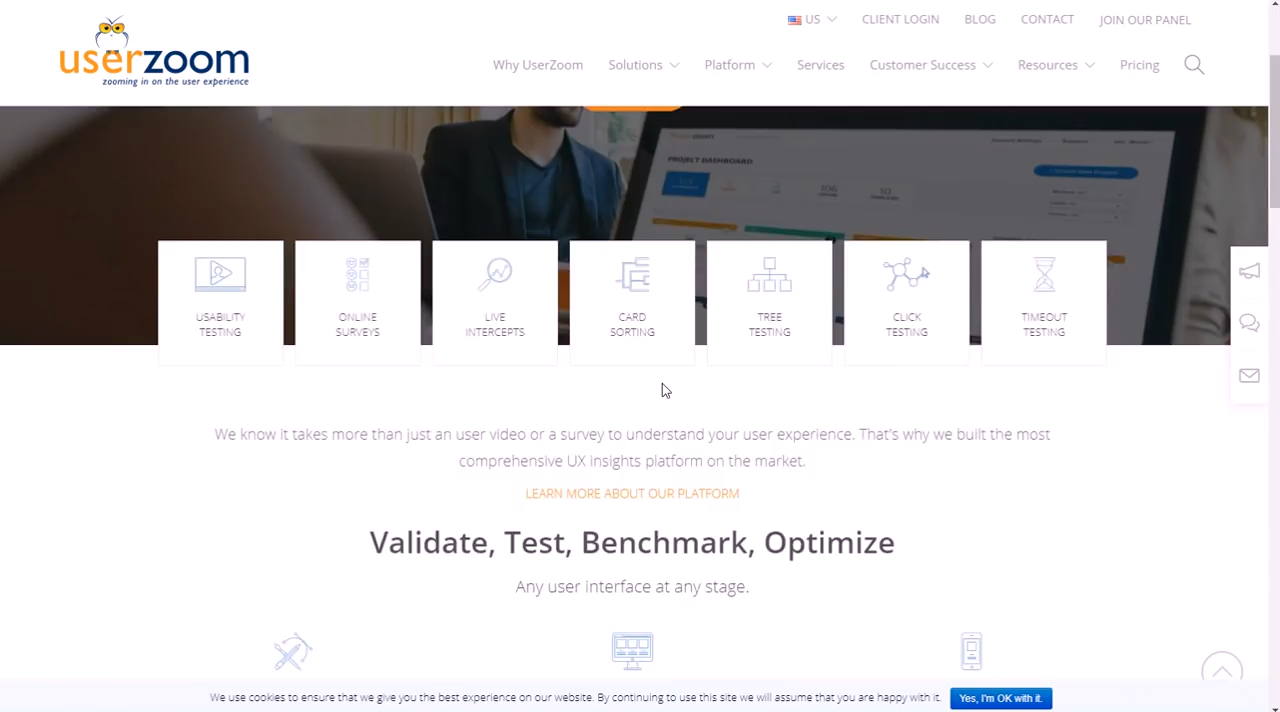 US
CLIENT LOGIN
BLOG
CONTACT
JOIN OUR PANEL
userzoom
zooming in on the user experience
Why UserZoom
Solutions
Platform
Services
Customer Success
Resources
Pricing
PROJECT DASHBOARD
USABILITY
TESTING
ONLINE
SURVEYS
LIVE
INTERCEPTS
CARD
SORTING
TREE
TESTING
CLICK
TESTING
TIMEOUT
TESTING
We know it takes more than just an user video or a survey to understand your user experience. That's why we built the most
comprehensive UX insights platform on the market.
LEARN MORE ABOUT OUR PLATFORM
Validate, Test, Benchmark, Optimize
Any user interface at any stage.
We use cookies to ensure that we give you the best experience on our website. By continuing to use this site we will assume that you are happy with it.
Yes, I'm OK with it.